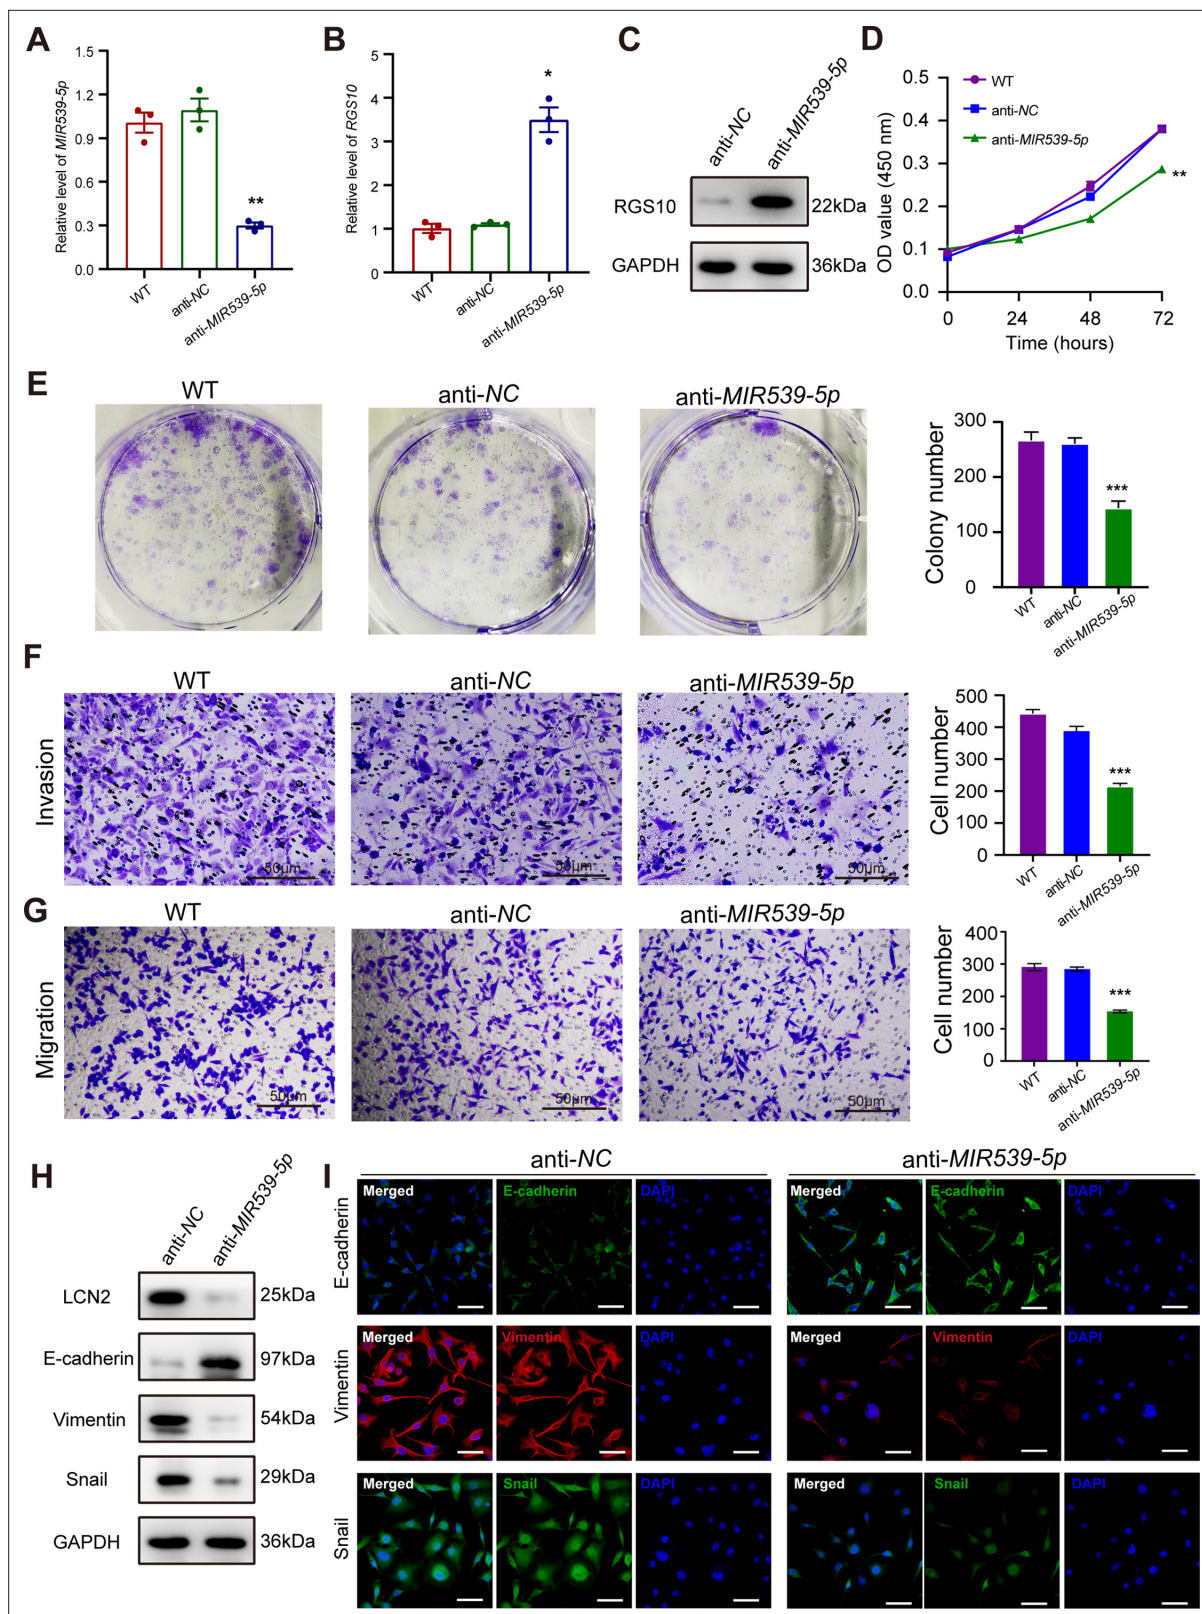 A
Relative level of MIR539-5p
1.5
1.2
0.9
0.6
0.3
0.0
**
WT
anti-NC
anti-MIR539-5p
B
Relative level of RGS10
5
4
3
2
1
0
*
WT
anti-NC
anti-MIR539-5p
C
anti-NC
anti-MIR539-5p
RGS10
22kDa
GAPDH
36kDa
D
OD value (450 nm)
0.5
0.4
0.3
0.2
0.1
0.0
WT
anti-NC
anti-MIR539-5p
**
0
24
48
72
Time (hours)
E
WT
anti-NC
anti-MIR539-5p
Colony number
300
200
100
0
***
WT
anti-NC
anti-MIR539-5p
F
WT
anti-NC
anti-MIR539-5p
Invasion
50μm
50μm
50μm
Cell number
500
400
300
200
100
0
***
WT
anti-NC
anti-MIR539-5p
G
WT
anti-NC
anti-MIR539-5p
Migration
50μm
50μm
50μm
Cell number
400
300
200
100
0
***
WT
anti-NC
anti-MIR539-5p
H
anti-NC
anti-MIR539-5p
LCN2
25kDa
E-cadherin
97kDa
Vimentin
54kDa
Snail
29kDa
GAPDH
36kDa
I
anti-NC
anti-MIR539-5p
E-cadherin
Merged
E-cadherin
DAPI
Merged
E-cadherin
DAPI
Vimentin
Merged
Vimentin
DAPI
Merged
Vimentin
DAPI
Snail
Merged
Snail
DAPI
Merged
Snail
DAPI